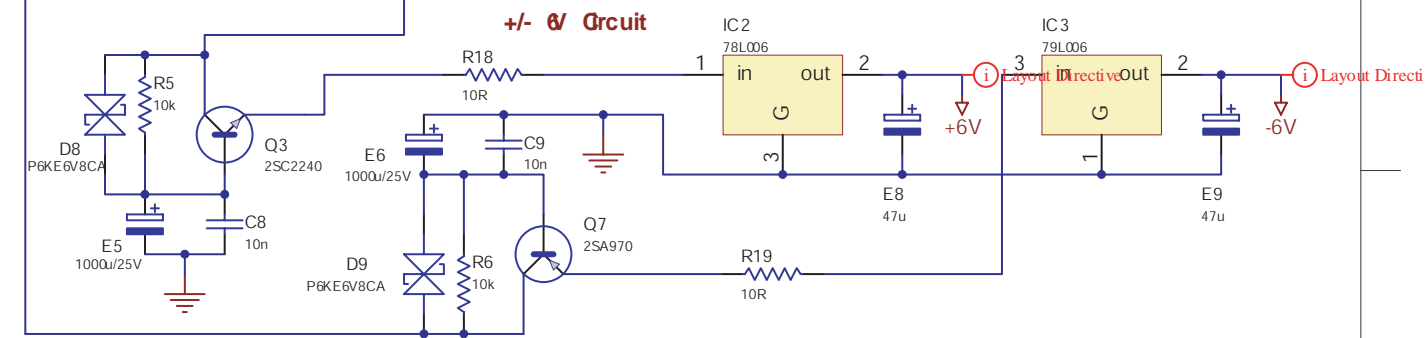 +/- 6V Circuit
IC2
78L006
1
in
out
2
G
3
+6V
Layout Directive
IC3
79L006
3
in
out
2
G
1
-6V
i
i
Layout Directi
R18
10R
R5
10k
D8
P6KE6V8CA
Q3
2SC2240
E5
1000u/25V
C8
10n
E6
1000u/25V
C9
10n
D9
P6KE6V8CA
R6
10k
Q7
2SA970
R19
10R
E8
47u
E9
47u
+
+
+
+